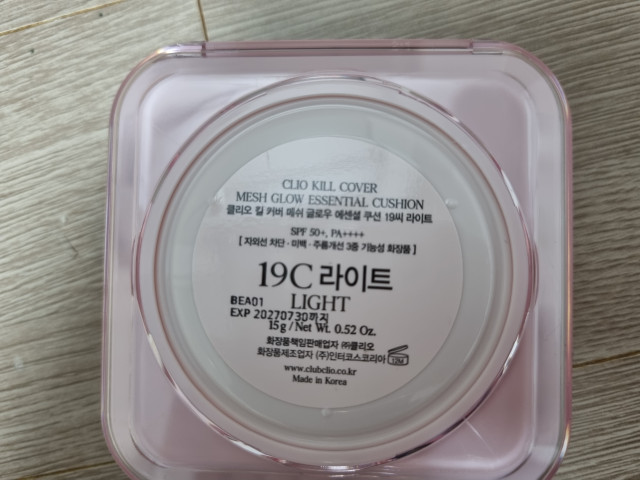 CLIO KILL COVER
MESH GLOW ESSENTIAL CUSHION
클리오 킬 커버 메쉬 글로우 에센셜 쿠션 19씨 라이트
SPF 50+, PA++++
[ 자외선 차단 · 미백 · 주름개선 3종 기능성 화장품 ]
19C 라이트
LIGHT
BEA01
EXP 20270730까지
15g / Net Wt. 0.52 Oz.
화장품책임판매업자 ㈜클리오
화장품제조업자 (주)인터코스코리아
12M
www.clubclio.co.kr
Made in Korea